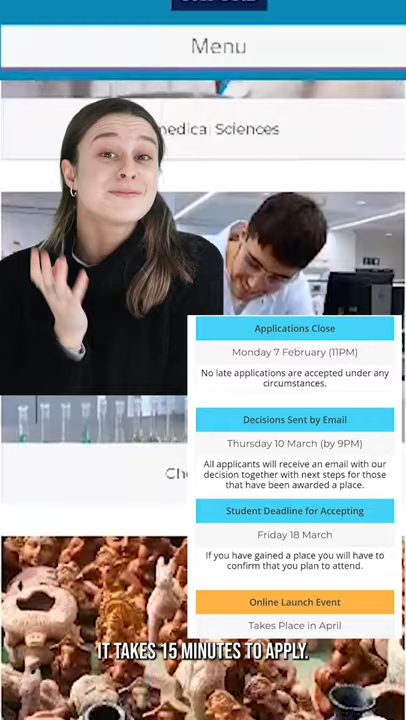 Menu
medical Sciences
Applications Close
Monday 7 February (11PM)
No late applications are accepted under any
circumstances.
Decisions Sent by Email
Thursday 10 March (by 9PM)
All applicants will receive an email with our
decision together with next steps for those
that have been awarded a place.
Ch
Student Deadline for Accepting
Friday 18 March
If you have gained a place you will have to
confirm that you plan to attend.
Online Launch Event
Takes Place in April
IT TAKES 15 MINUTES TO APPLY.